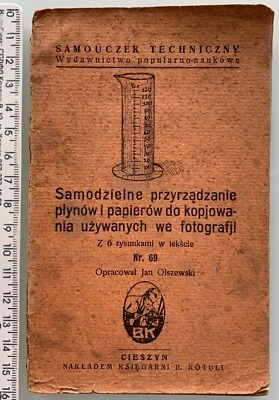 SAMOUCZEK TECHNICZNY
Wydawnictwo popularno-naukowe
Samodzielne przyrządzanie
płynów i papierów do kopjowa-
nia używanych we fotografji
Z 6 rysunkami w tekście
Nr. 69
Opracował Jan Olszewski
BK
CIESZYN
NAKŁADEM KSIĘGARNI B. KOTULI